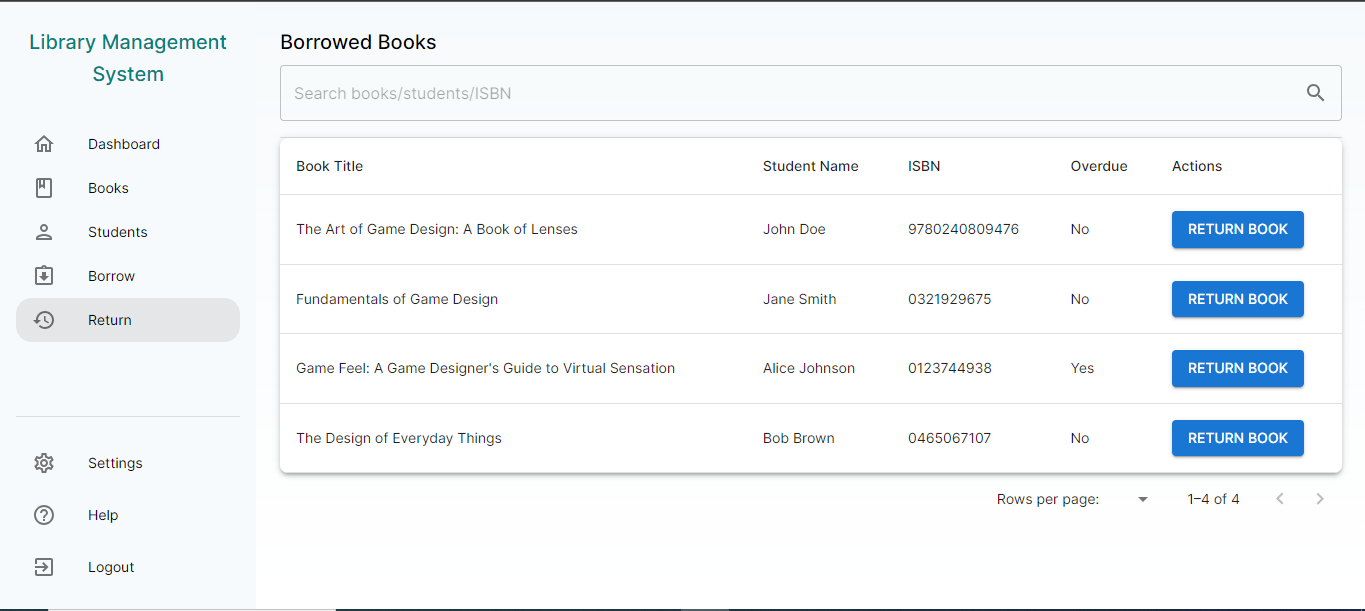 Library Management
System
Dashboard
Books
Students
Borrow
Return
Settings
Help
Logout
Borrowed Books
Search books/students/ISBN
Book Title Student Name ISBN Overdue Actions
The Art of Game Design: A Book of Lenses John Doe 9780240809476 No RETURN BOOK
Fundamentals of Game Design Jane Smith 0321929675 No RETURN BOOK
Game Feel: A Game Designer's Guide to Virtual Sensation Alice Johnson 0123744938 Yes RETURN BOOK
The Design of Everyday Things Bob Brown 0465067107 No RETURN BOOK
Rows per page: 1–4 of 4